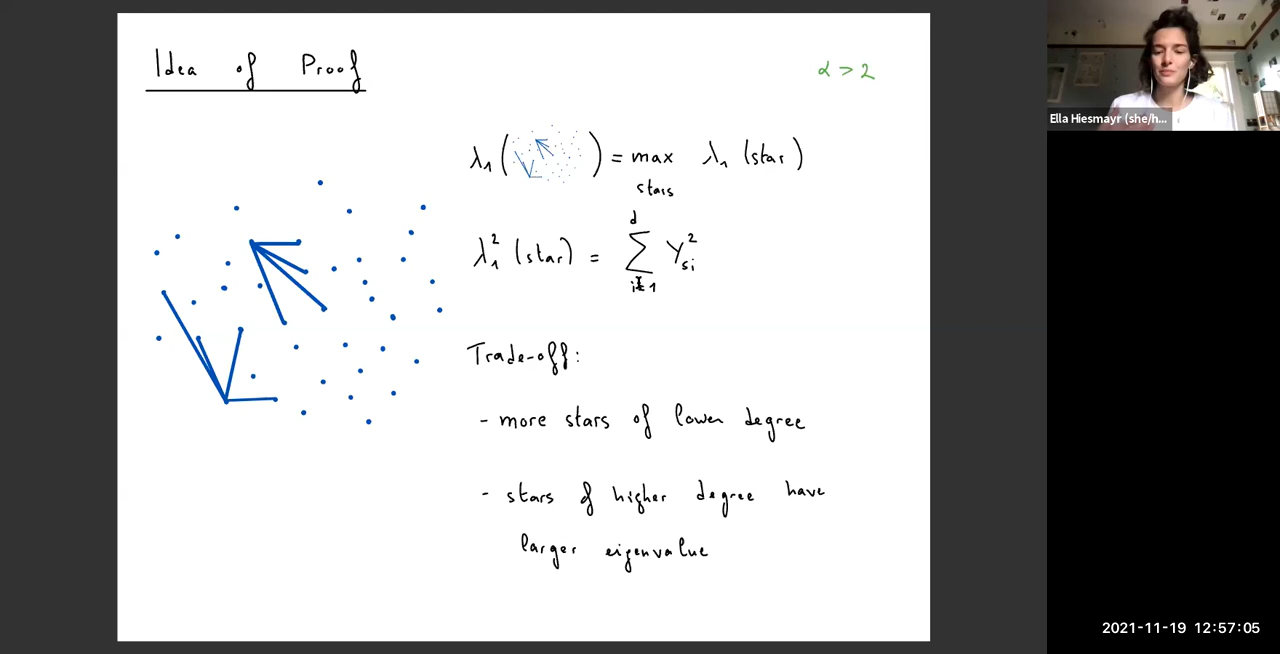 Idea of Proof
α > 2
λ₁( ) = max λ₁ (star)
stars
λ₁² (star) = ∑ᵢ₌₁ᵈ Y²ₛᵢ
Trade-off:
- more stars of lower degree
- stars of higher degree have
larger eigenvalue
Ella Hiesmayr (she/h...
2021-11-19 12:57:05